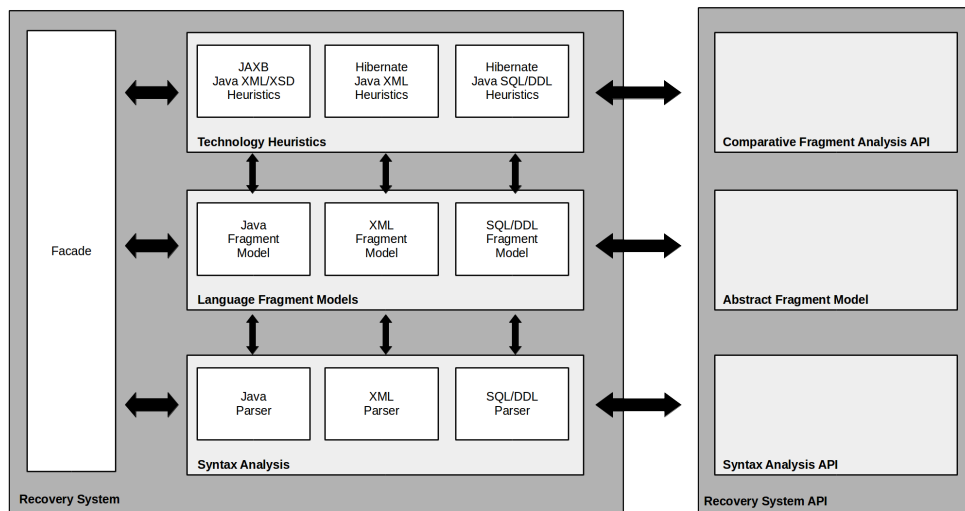 JAXB
Java XML/XSD
Heuristics
Hibernate
Java XML
Heuristics
Hibernate
Java SQL/DDL
Heuristics
Technology Heuristics
Comparative Fragment Analysis API
Facade
Java
Fragment
Model
XML
Fragment
Model
SQL/DDL
Fragment
Model
Language Fragment Models
Abstract Fragment Model
Java
Parser
XML
Parser
SQL/DDL
Parser
Syntax Analysis
Syntax Analysis API
Recovery System
Recovery System API